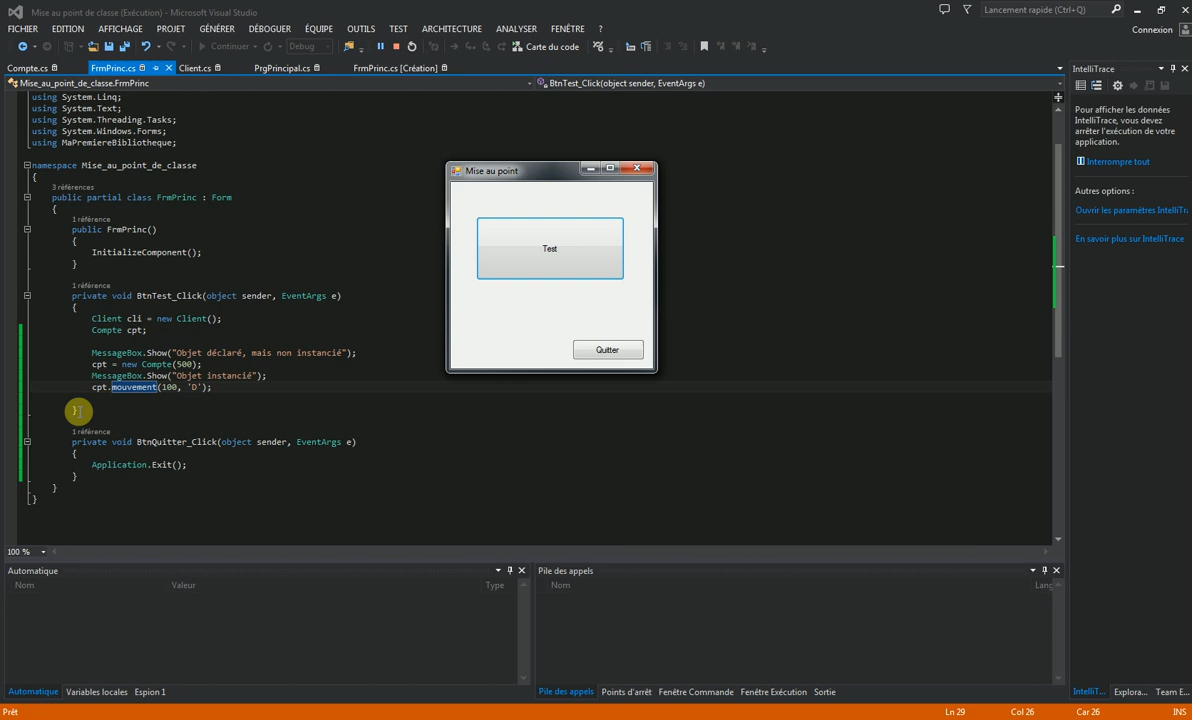 Mise au point de classe (Exécution) - Microsoft Visual Studio
Lancement rapide (Ctrl+Q)
FICHIER EDITION AFFICHAGE PROJET GÉNÉRER DÉBOGUER ÉQUIPE OUTILS TEST ARCHITECTURE ANALYSER FENÊTRE ?
Connexion
Continuer Debug Carte du code
Compte.cs FrmPrinc.cs Client.cs PrgPrincipal.cs FrmPrinc.cs [Création]
Mise_au_point_de_classe.FrmPrinc BtnTest_Click(object sender, EventArgs e)
using System.Linq;
using System.Text;
using System.Threading.Tasks;
using System.Windows.Forms;
using MaPremiereBibliotheque;
namespace Mise_au_point_de_classe
{
3 références
public partial class FrmPrinc : Form
{
1 référence
public FrmPrinc()
{
InitializeComponent();
}
1 référence
private void BtnTest_Click(object sender, EventArgs e)
{
Client cli = new Client();
Compte cpt;
MessageBox.Show("Objet déclaré, mais non instancié");
cpt = new Compte(500);
MessageBox.Show("Objet instancié");
cpt.mouvement(100, 'D');
}
1 référence
private void BtnQuitter_Click(object sender, EventArgs e)
{
Application.Exit();
}
}
}
100 %
Mise au point
Test
Quitter
IntelliTrace
Pour afficher les données
IntelliTrace, vous devez
arrêter l'exécution de votre
application.
Interrompre tout
Autres options :
Ouvrir les paramètres IntelliTr
En savoir plus sur IntelliTrace
Automatique
Nom Valeur Type
Automatique Variables locales Espion 1
Pile des appels
Nom Lang
Pile des appels Points d'arrêt Fenêtre Commande Fenêtre Exécution Sortie
IntelliT... Explora... Team E...
Prêt Ln 29 Col 26 Car 26 INS